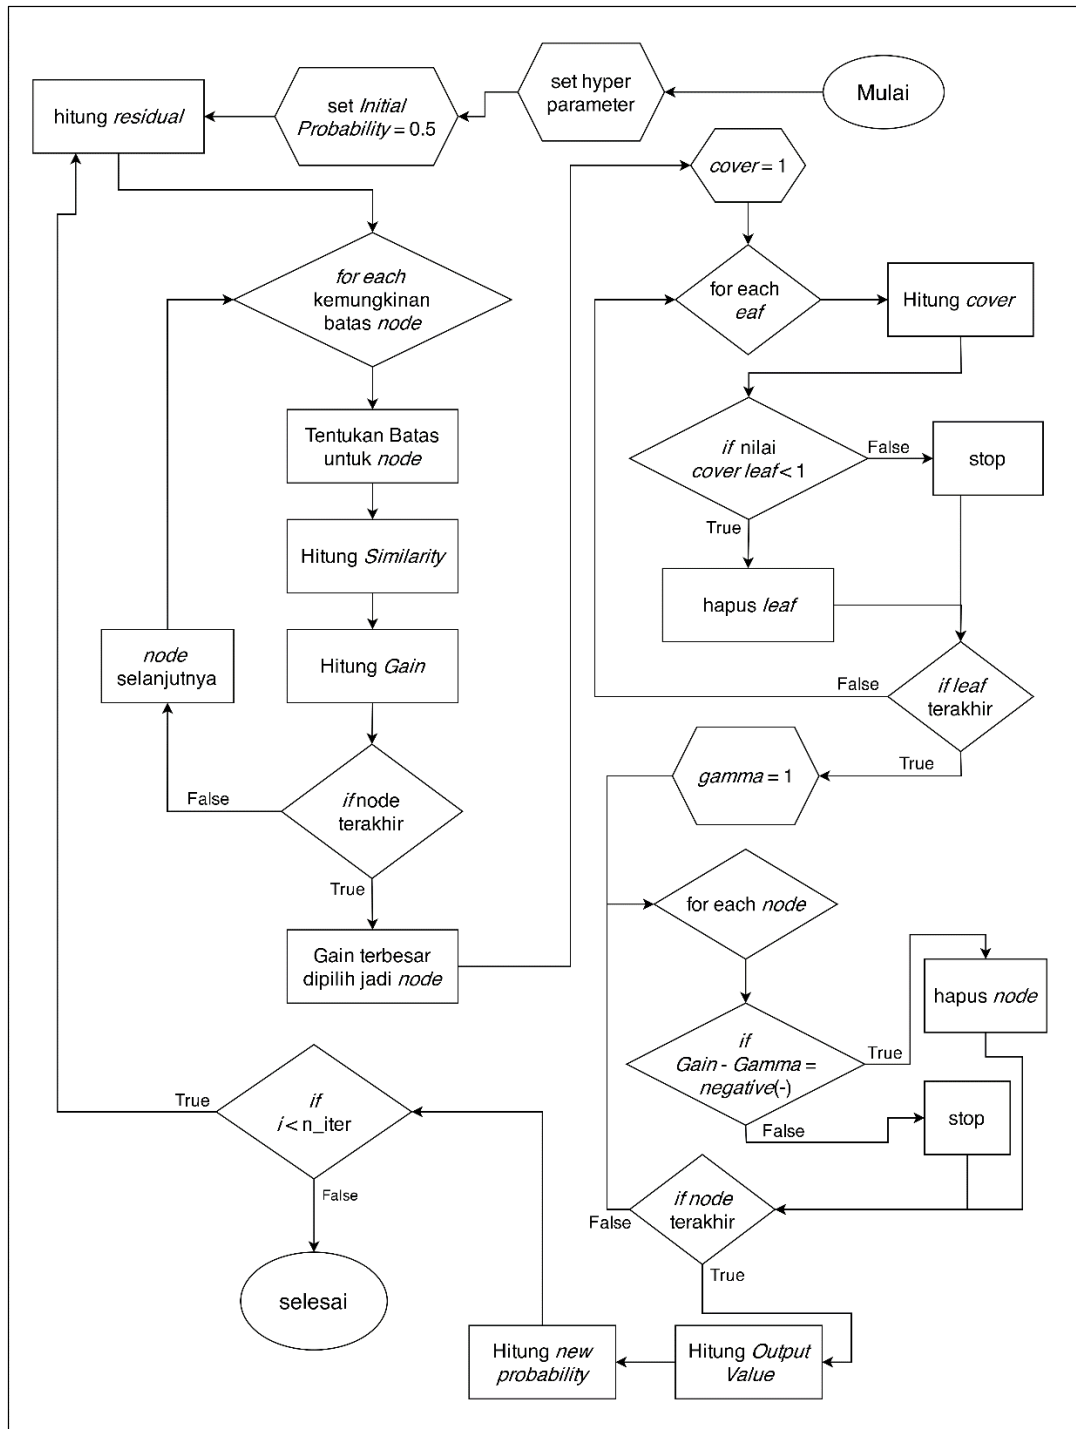 Mulai
set hyper
parameter
set Initial
Probability = 0.5
hitung residual
for each
kemungkinan
batas node
Tentukan Batas
untuk node
Hitung Similarity
Hitung Gain
if node
terakhir
False
node
selanjutnya
True
Gain terbesar
dipilih jadi node
cover = 1
for each
eaf
Hitung cover
if nilai
cover leaf < 1
False
stop
True
hapus leaf
if leaf
terakhir
False
True
gamma = 1
for each node
if
Gain - Gamma =
negative(-)
True
hapus node
False
stop
if node
terakhir
False
True
Hitung Output
Value
Hitung new
probability
if
i < n_iter
True
False
selesai